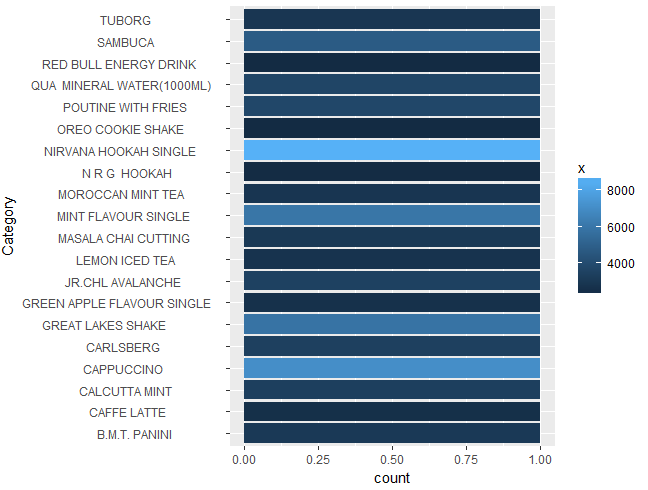 TUBORG
SAMBUCA
RED BULL ENERGY DRINK
QUA  MINERAL WATER(1000ML)
POUTINE WITH FRIES
OREO COOKIE SHAKE
NIRVANA HOOKAH SINGLE
N R G  HOOKAH
MOROCCAN MINT TEA
MINT FLAVOUR SINGLE
MASALA CHAI CUTTING
LEMON ICED TEA
JR.CHL AVALANCHE
GREEN APPLE FLAVOUR SINGLE
GREAT LAKES SHAKE
CARLSBERG
CAPPUCCINO
CALCUTTA MINT
CAFFE LATTE
B.M.T. PANINI
Category
0.00 0.25 0.50 0.75 1.00
count
x
8000
6000
4000